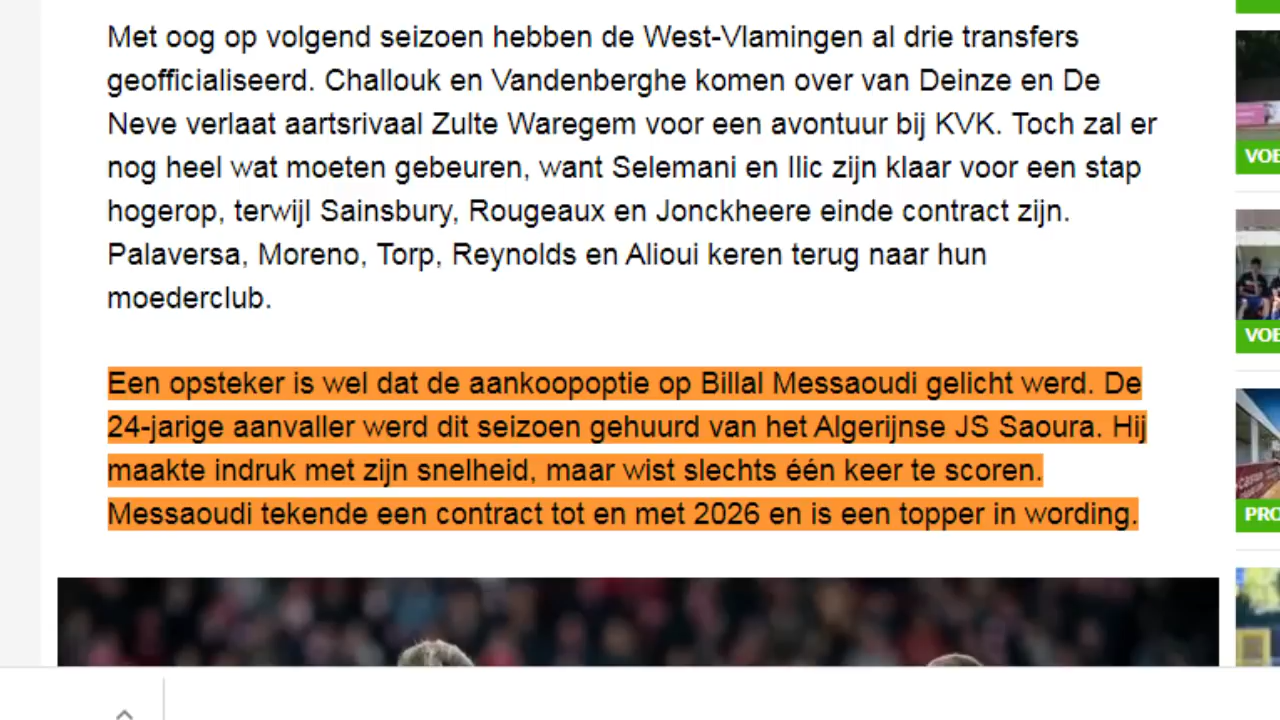 Met oog op volgend seizoen hebben de West-Vlamingen al drie transfers
geofficialiseerd. Challouk en Vandenberghe komen over van Deinze en De
Neve verlaat aartsrivaal Zulte Waregem voor een avontuur bij KVK. Toch zal er
nog heel wat moeten gebeuren, want Selemani en Ilic zijn klaar voor een stap
hogerop, terwijl Sainsbury, Rougeaux en Jonckheere einde contract zijn.
Palaversa, Moreno, Torp, Reynolds en Alioui keren terug naar hun
moederclub.
Een opsteker is wel dat de aankoopoptie op Billal Messaoudi gelicht werd. De
24-jarige aanvaller werd dit seizoen gehuurd van het Algerijnse JS Saoura. Hij
maakte indruk met zijn snelheid, maar wist slechts één keer te scoren.
Messaoudi tekende een contract tot en met 2026 en is een topper in wording.